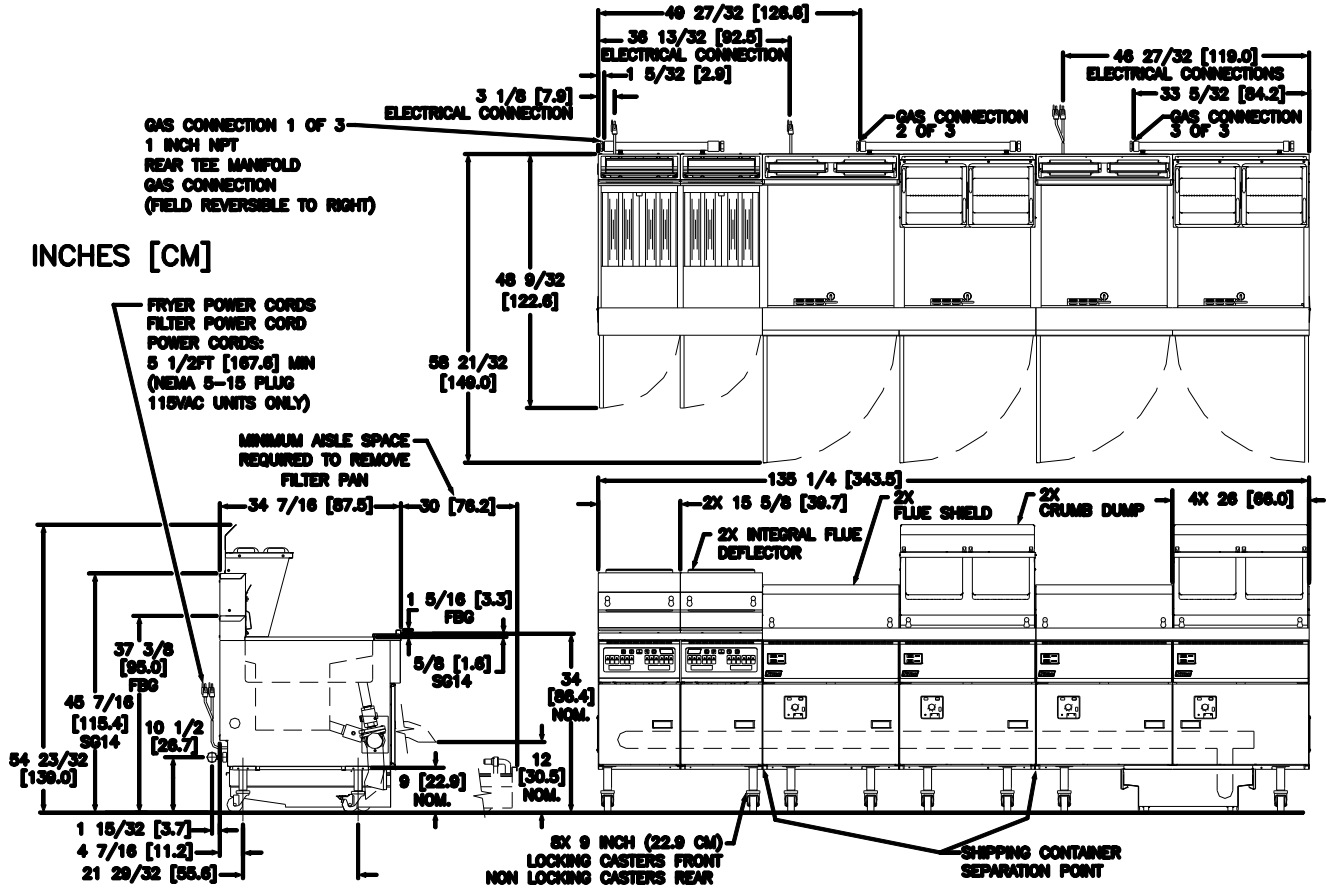 49 27/32 [126.6]
36 13/32 [92.5]
ELECTRICAL CONNECTION
1 5/32 [2.9]
3 1/8 [7.9]
ELECTRICAL CONNECTION
46 27/32 [119.0]
ELECTRICAL CONNECTIONS
33 5/32 [84.2]
GAS CONNECTION
2 OF 3
GAS CONNECTION
3 OF 3
GAS CONNECTION 1 OF 3
1 INCH NPT
REAR TEE MANIFOLD
GAS CONNECTION
(FIELD REVERSIBLE TO RIGHT)
INCHES [CM]
48 9/32
[122.6]
58 21/32
[149.0]
FRYER POWER CORDS
FILTER POWER CORD
POWER CORDS:
5 1/2FT [167.6] MIN
(NEMA 5-15 PLUG
115VAC UNITS ONLY)
MINIMUM AISLE SPACE
REQUIRED TO REMOVE
FILTER PAN
34 7/16 [87.5]
30 [76.2]
135 1/4 [343.5]
2X 15 5/8 [39.7]
2X
FLUE SHIELD
2X
CRUMB DUMP
4X 26 [66.0]
2X INTEGRAL FLUE
DEFLECTOR
1 5/16 [3.3]
FBG
5/8 [1.6]
SG14
37 3/8
[95.0]
FBG
45 7/16
[115.4]
SG14
34
[86.4]
NOM.
10 1/2
[26.7]
54 23/32
[139.0]
9 [22.9]
NOM.
12
[30.5]
NOM.
1 15/32 [3.7]
4 7/16 [11.2]
21 29/32 [55.6]
8X 9 INCH (22.9 CM)
LOCKING CASTERS FRONT
NON LOCKING CASTERS REAR
SHIPPING CONTAINER
SEPARATION POINT